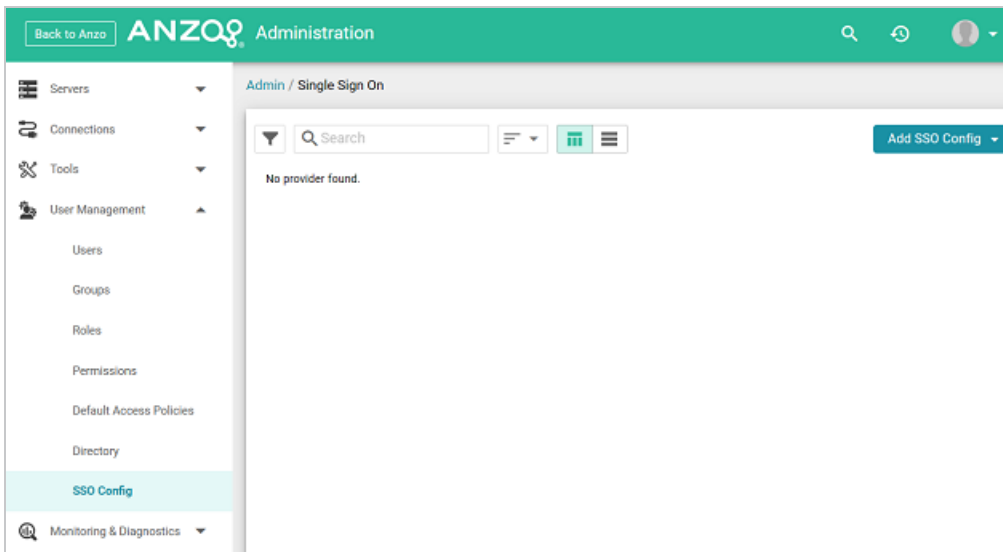 Back to Anzo ANZO Administration
Servers
Connections
Tools
User Management
Users
Groups
Roles
Permissions
Default Access Policies
Directory
SSO Config
Monitoring & Diagnostics
Admin / Single Sign On
Search
Add SSO Config
No provider found.